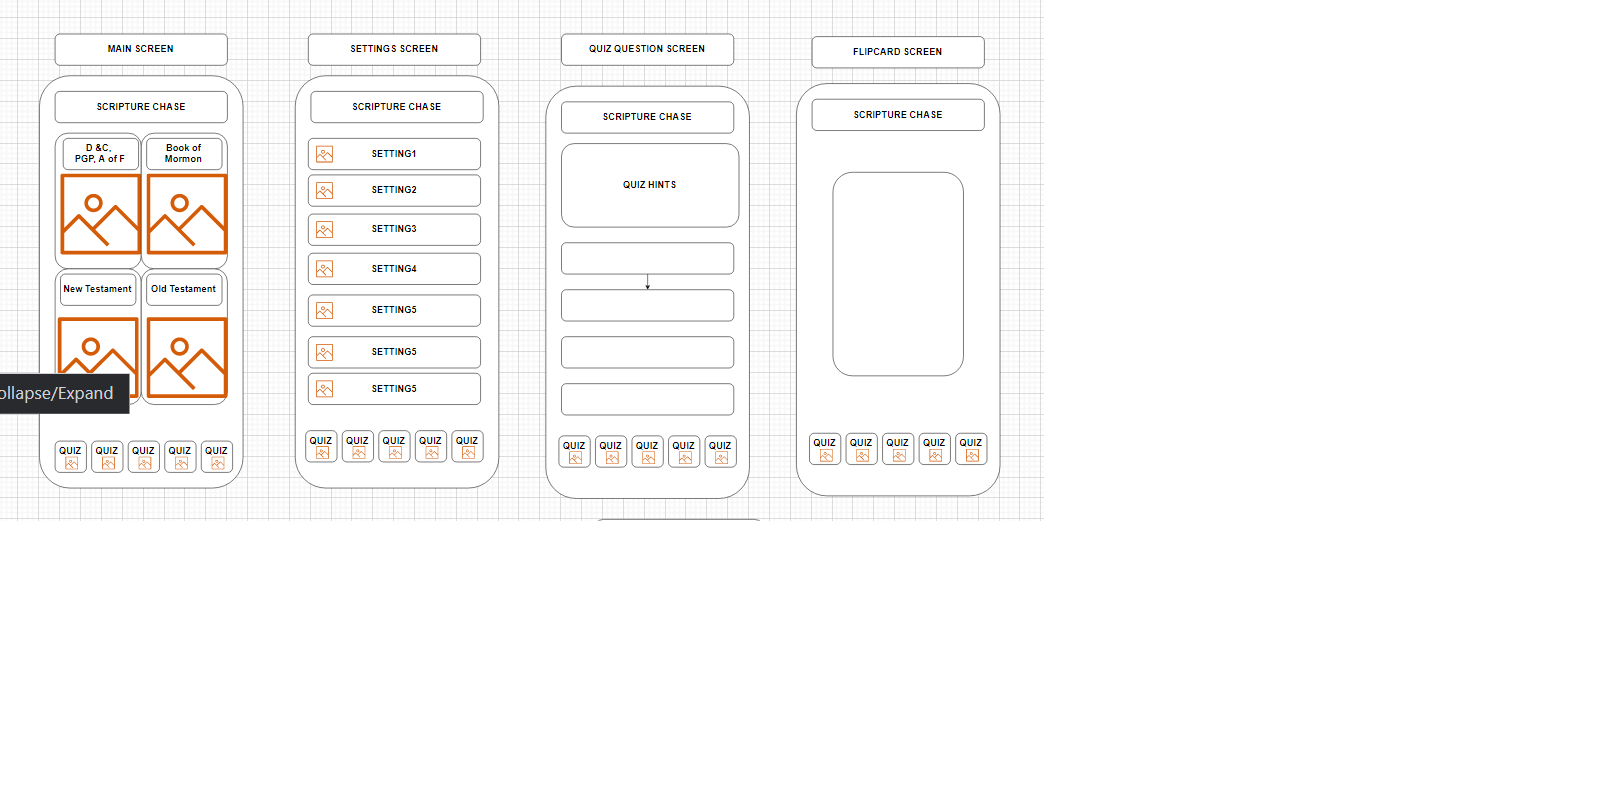 MAIN SCREEN
SCRIPTURE CHASE
D &C,
PGP, A of F
Book of
Mormon
New Testament
Old Testament
ollapse/Expand
QUIZ
QUIZ
QUIZ
QUIZ
QUIZ
SETTINGS SCREEN
SCRIPTURE CHASE
SETTING1
SETTING2
SETTING3
SETTING4
SETTING5
SETTING5
SETTING5
QUIZ
QUIZ
QUIZ
QUIZ
QUIZ
QUIZ QUESTION SCREEN
SCRIPTURE CHASE
QUIZ HINTS
QUIZ
QUIZ
QUIZ
QUIZ
QUIZ
FLIPCARD SCREEN
SCRIPTURE CHASE
QUIZ
QUIZ
QUIZ
QUIZ
QUIZ